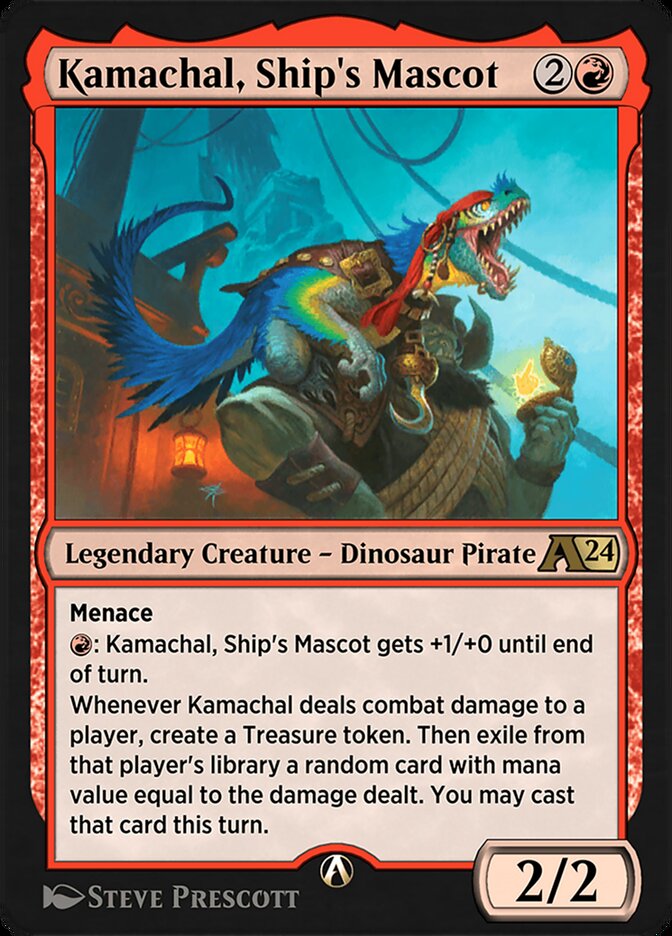 Kamachal, Ship's Mascot 2
Legendary Creature – Dinosaur Pirate A24
Menace
: Kamachal, Ship's Mascot gets +1/+0 until end
of turn.
Whenever Kamachal deals combat damage to a
player, create a Treasure token. Then exile from
that player's library a random card with mana
value equal to the damage dealt. You may cast
that card this turn.
Steve Prescott
2/2